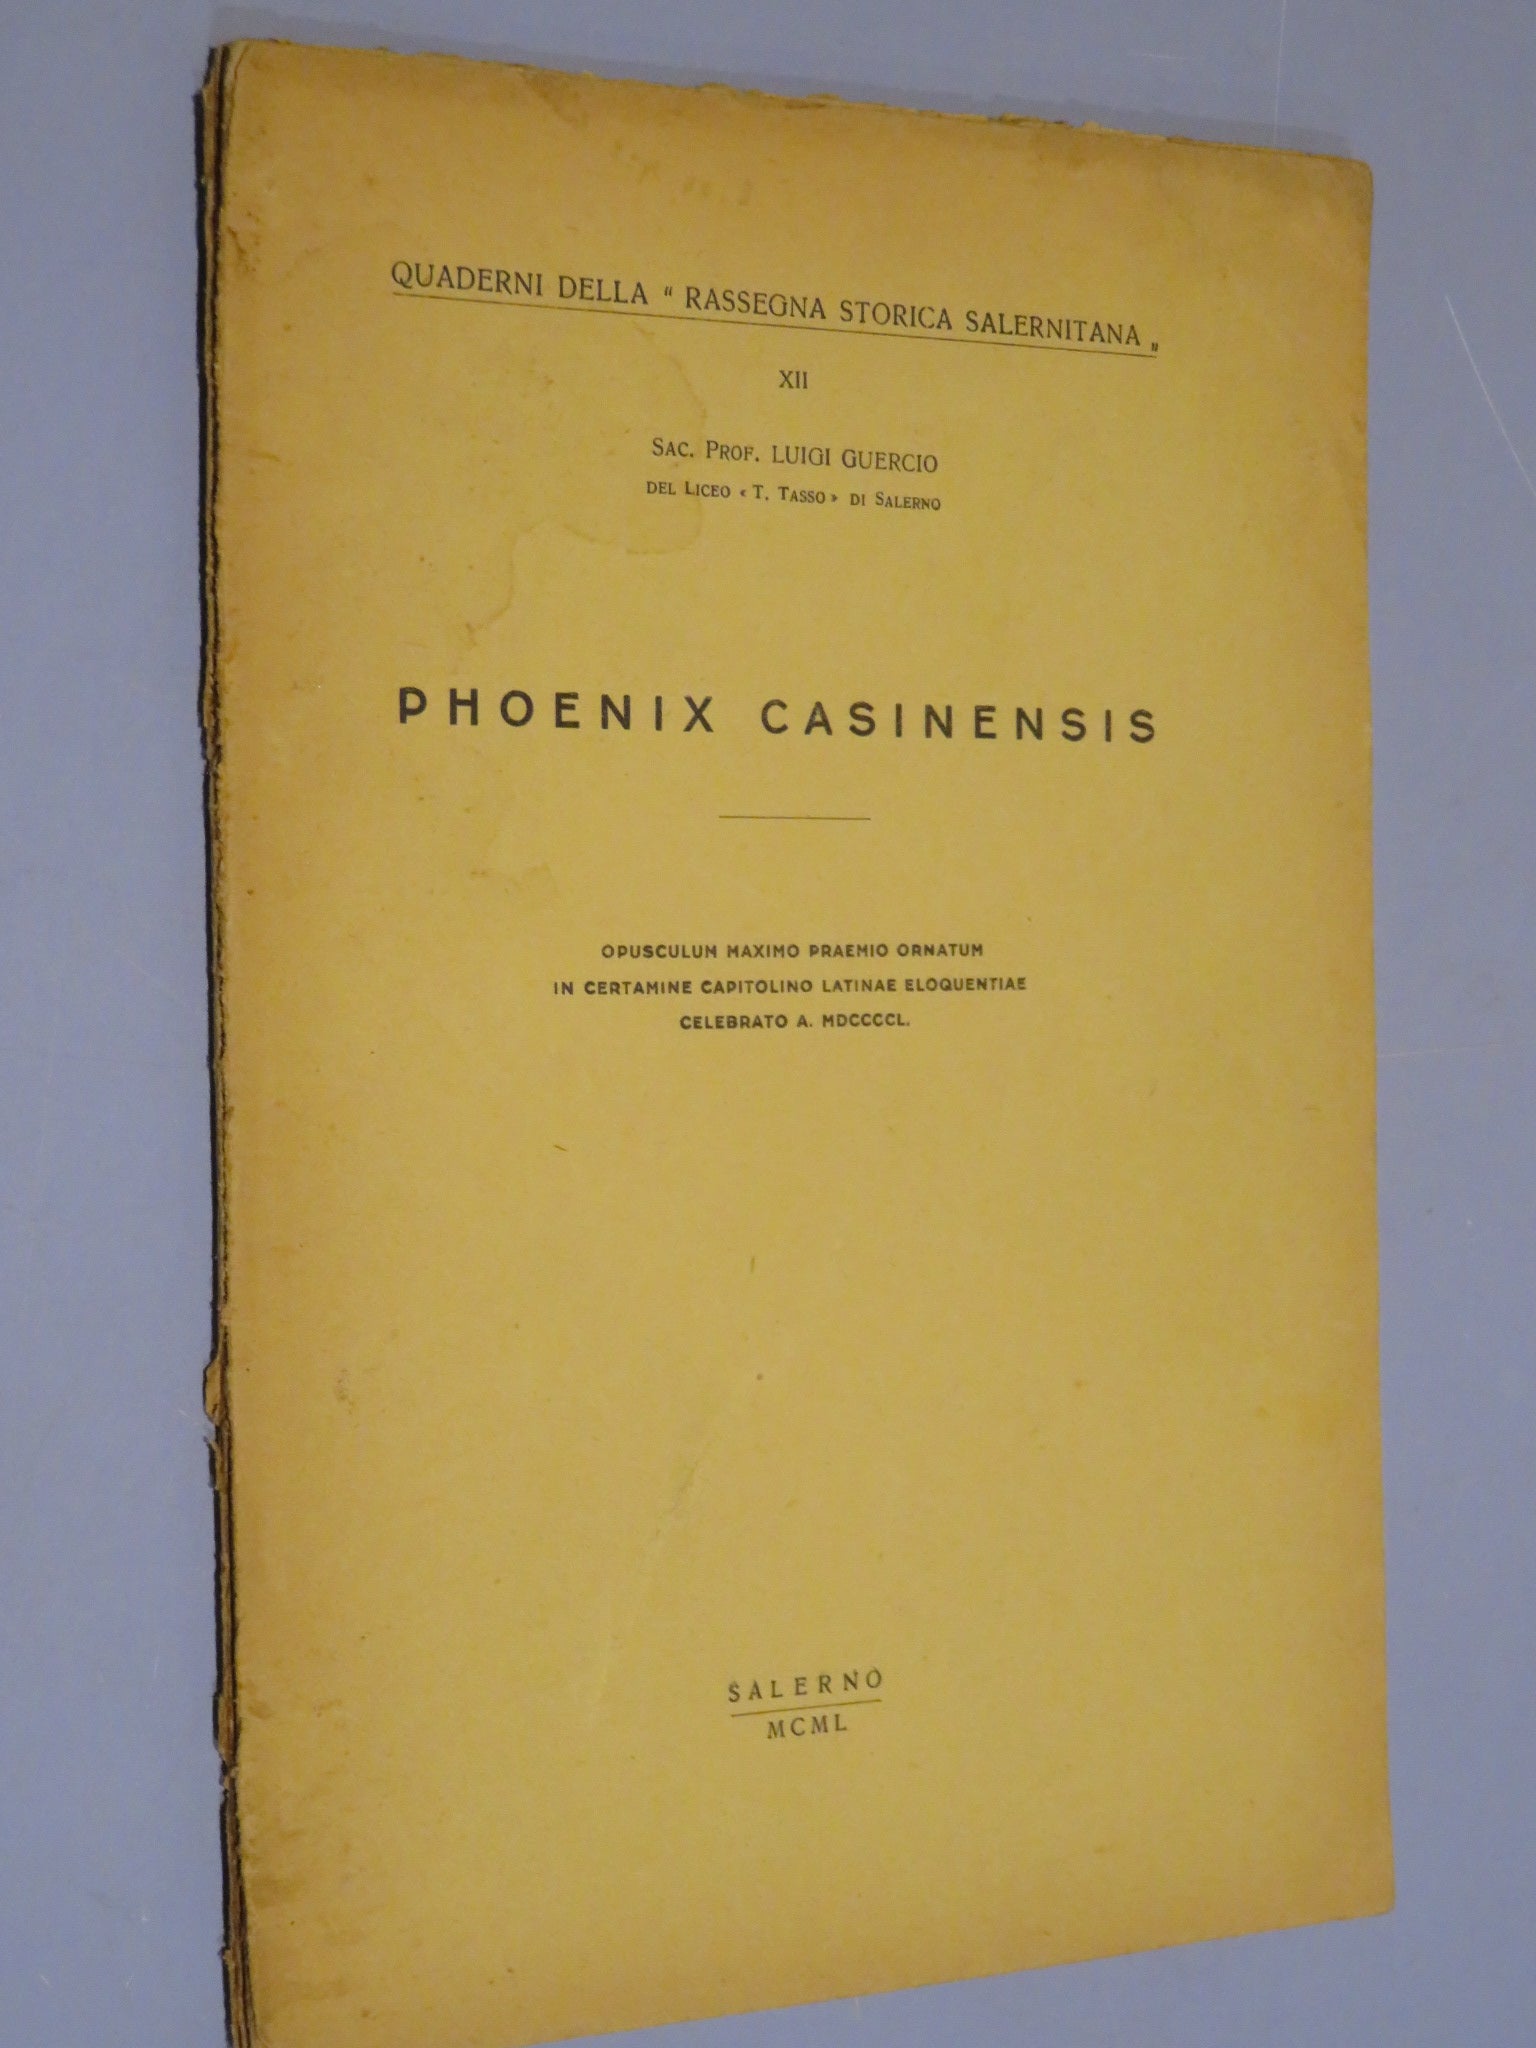 QUADERNI DELLA " RASSEGNA STORICA SALERNITANA „
XII
SAC. PROF. LUIGI GUERCIO
DEL LICEO « T. TASSO » DI SALERNO
PHOENIX CASINENSIS
OPUSCULUM MAXIMO PRAEMIO ORNATUM
IN CERTAMINE CAPITOLINO LATINAE ELOQUENTIAE
CELEBRATO A. MDCCCCL.
SALERNO
MCML